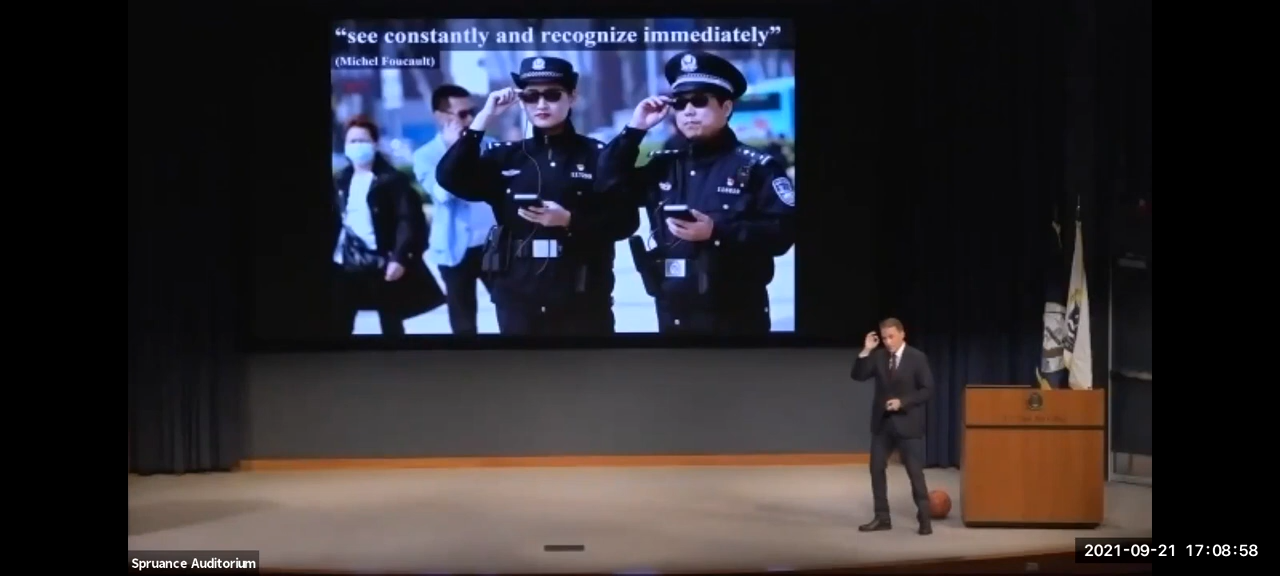 “see constantly and recognize immediately”
(Michel Foucault)
Spruance Auditorium
2021-09-21 17:08:58